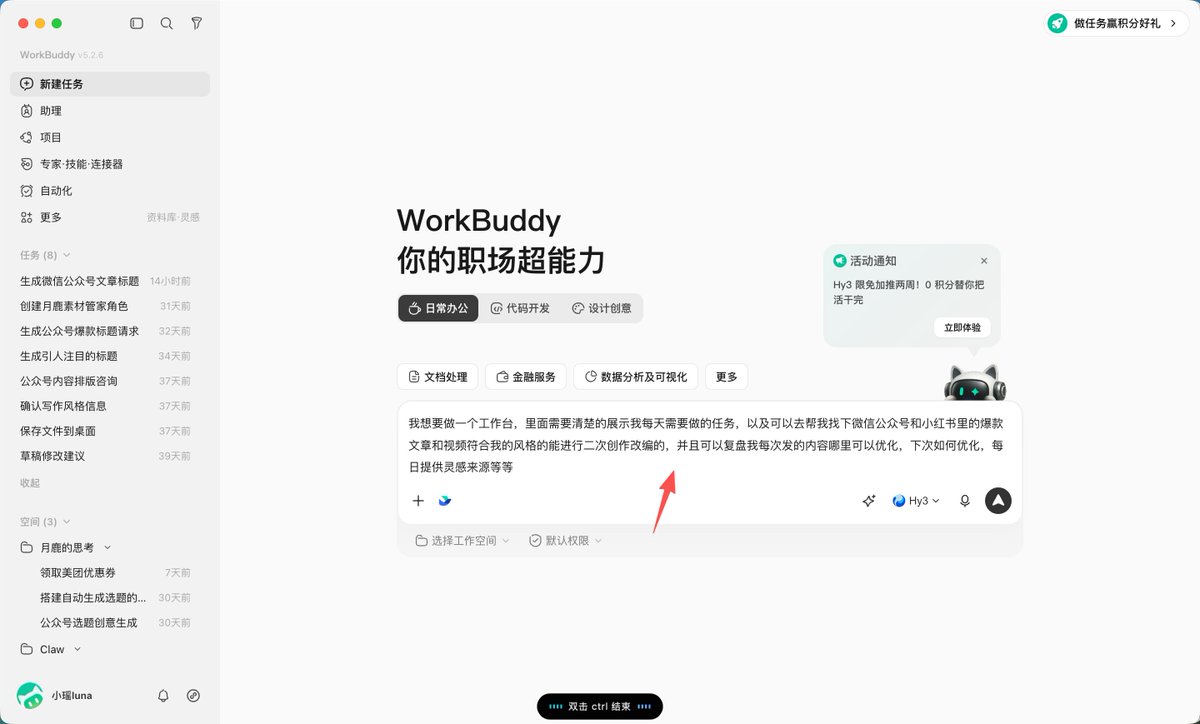 做任务赢积分好礼
WorkBuddy v5.2.6
新建任务
助理
项目
专家·技能·连接器
自动化
更多 资料库·灵感
任务 (8)
生成微信公众号文章标题 14小时前
创建月鹿素材管家角色 31天前
生成公众号爆款标题请求 32天前
生成引人注目的标题 34天前
公众号内容排版咨询 37天前
确认写作风格信息 37天前
保存文件到桌面 37天前
草稿修改建议 39天前
收起
空间 (3)
月鹿的思考
领取美团优惠券 7天前
搭建自动生成选题的... 30天前
公众号选题创意生成 30天前
Claw
小瑶luna
WorkBuddy
你的职场超能力
日常办公 代码开发 设计创意
活动通知
Hy3 限免加推两周！0 积分替你把
活干完
立即体验
文档处理 金融服务 数据分析及可视化 更多
我想要做一个工作台，里面需要清楚的展示我每天需要做的任务，以及可以去帮我找下微信公众号和小红书里的爆款
文章和视频符合我的风格的能进行二次创作改编的，并且可以复盘我每次发的内容哪里可以优化，下次如何优化，每
日提供灵感来源等等
Hy3
选择工作空间 默认权限
双击 ctrl 结束